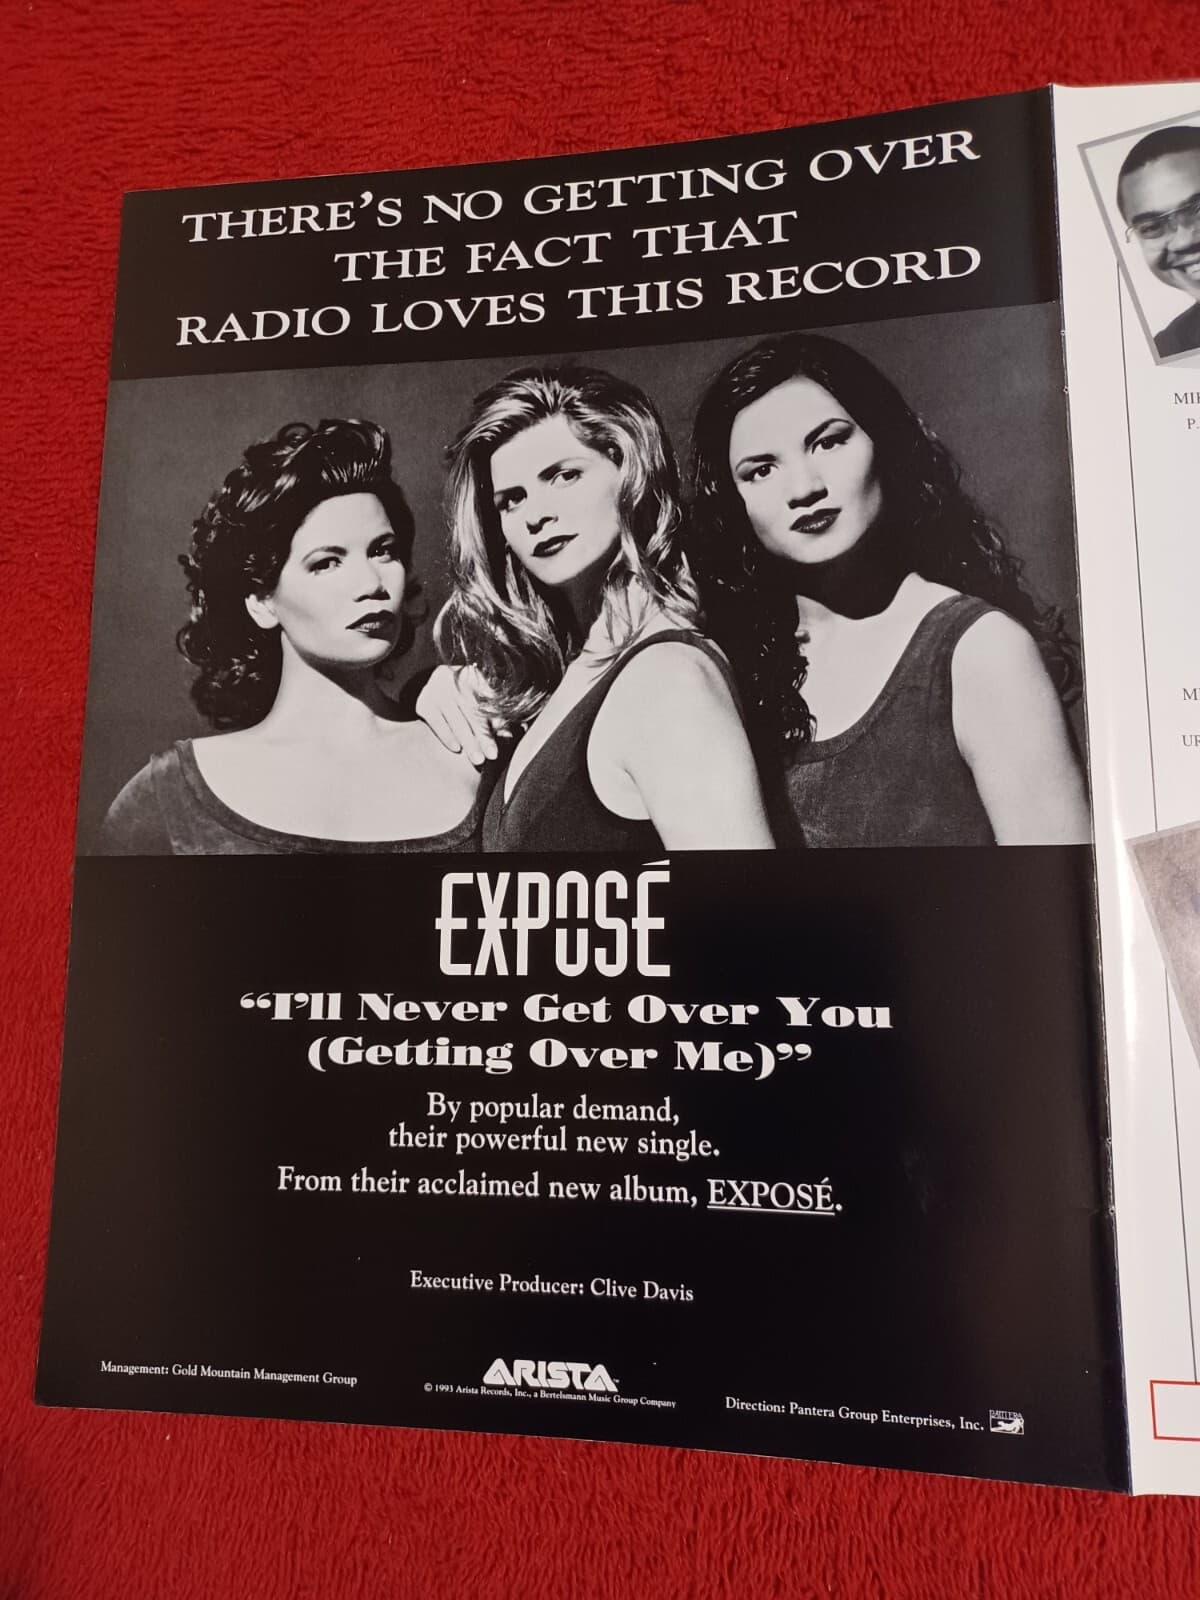 THERE'S NO GETTING OVER
THE FACT THAT
RADIO LOVES THIS RECORD
EXPOSÉ
“I'll Never Get Over You
(Getting Over Me)”
By popular demand,
their powerful new single.
From their acclaimed new album, EXPOSÉ.
Executive Producer: Clive Davis
Management: Gold Mountain Management Group
ARISTA™
© 1993 Arista Records, Inc., a Bertelsmann Music Group Company
Direction: Pantera Group Enterprises, Inc.
PANTERA
P.